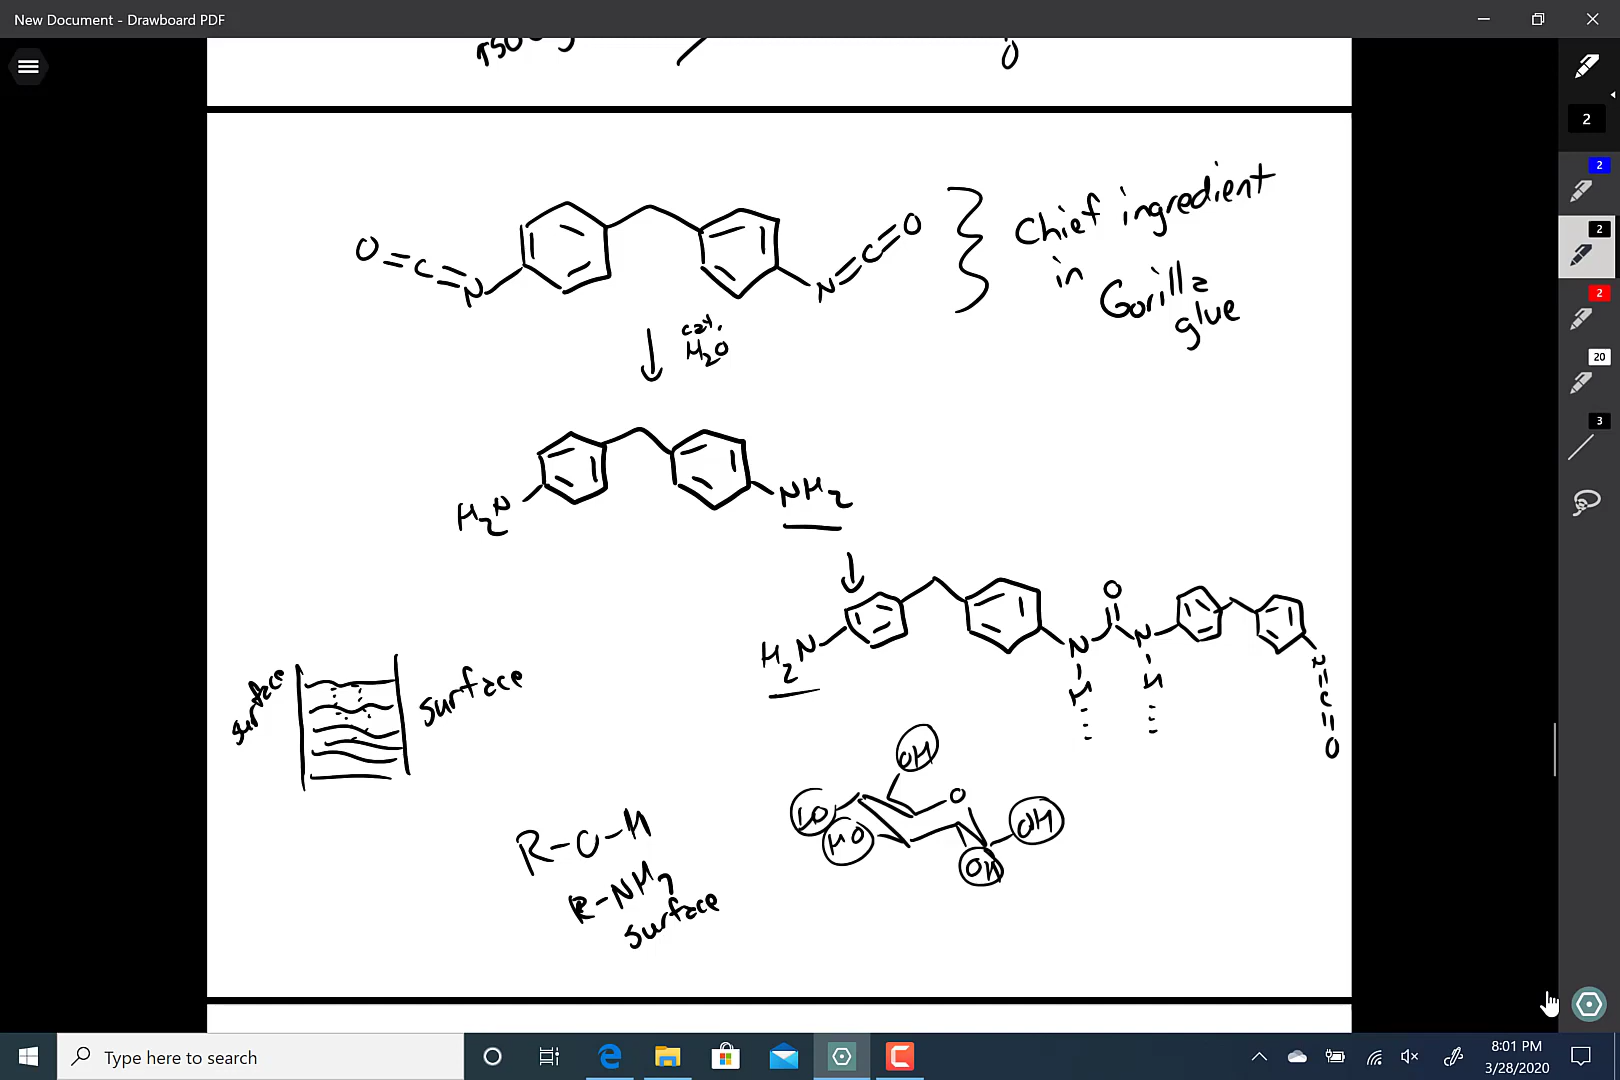 New Document - Drawboard PDF
2
2
2
2
20
3
O=C=N
N=C=O
Chief ingredient
in
Gorilla
glue
cat.
H2O
H2N
NH2
O
H2N
N
N
H
H
N=C=O
surface
surface
OH
O
HO
HO
OH
OH
R-O-H
R-NH2
surface
Type here to search
8:01 PM
3/28/2020